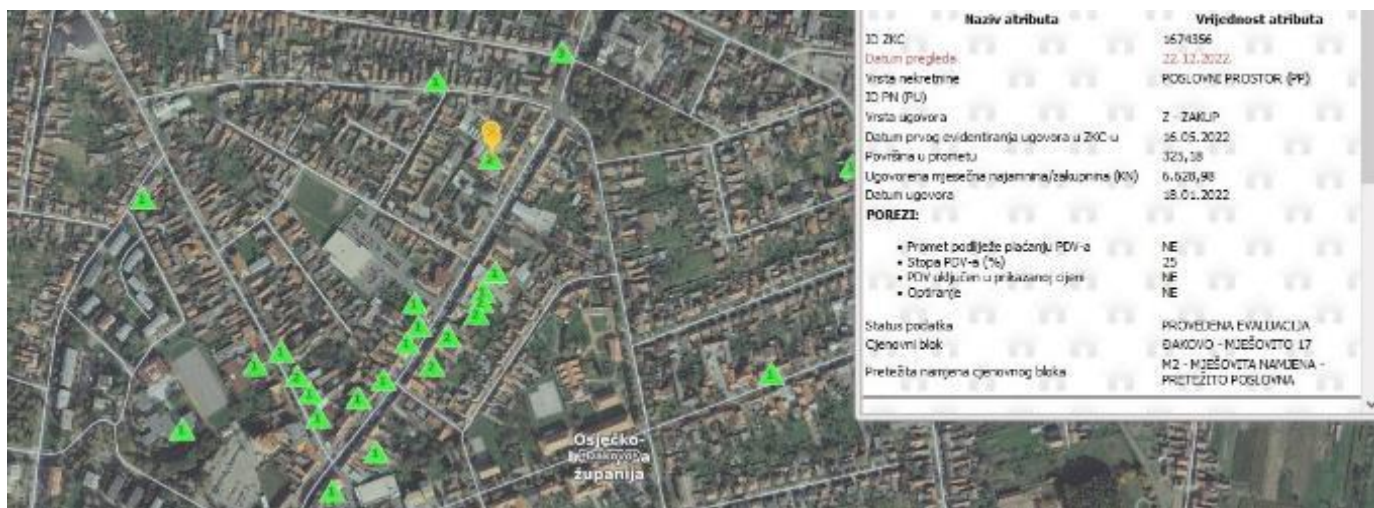 Naziv atributa Vrijednost atributa
ID ZKC 1674356
Datum pregleda 22.12.2022.
Vrsta nekretnine POSLOVNI PROSTOR (PP)
ID PN (PU)
Vrsta ugovora Z - ZAKUP
Datum prvog evidentiranja ugovora u ZKC-u 16.05.2022
Površina u prometu 325,18
Ugovorena mjesečna najamnina/zakupnina (KN) 6.628,98
Datum ugovora 18.01.2022
POREZI:
• Promet podliježe plaćanju PDV-a NE
• Stopa PDV-a (%) 25
• PDV uključen u prikazanoj cijeni NE
• Optiranje NE
Status podatka PROVEDENA EVALUACIJA
Cjenovni blok ĐAKOVO - MJEŠOVITO 17
Pretežita namjena cjenovnog bloka M2 - MJEŠOVITA NAMJENA -
PRETEŽITO POSLOVNA
Osječko-
županija